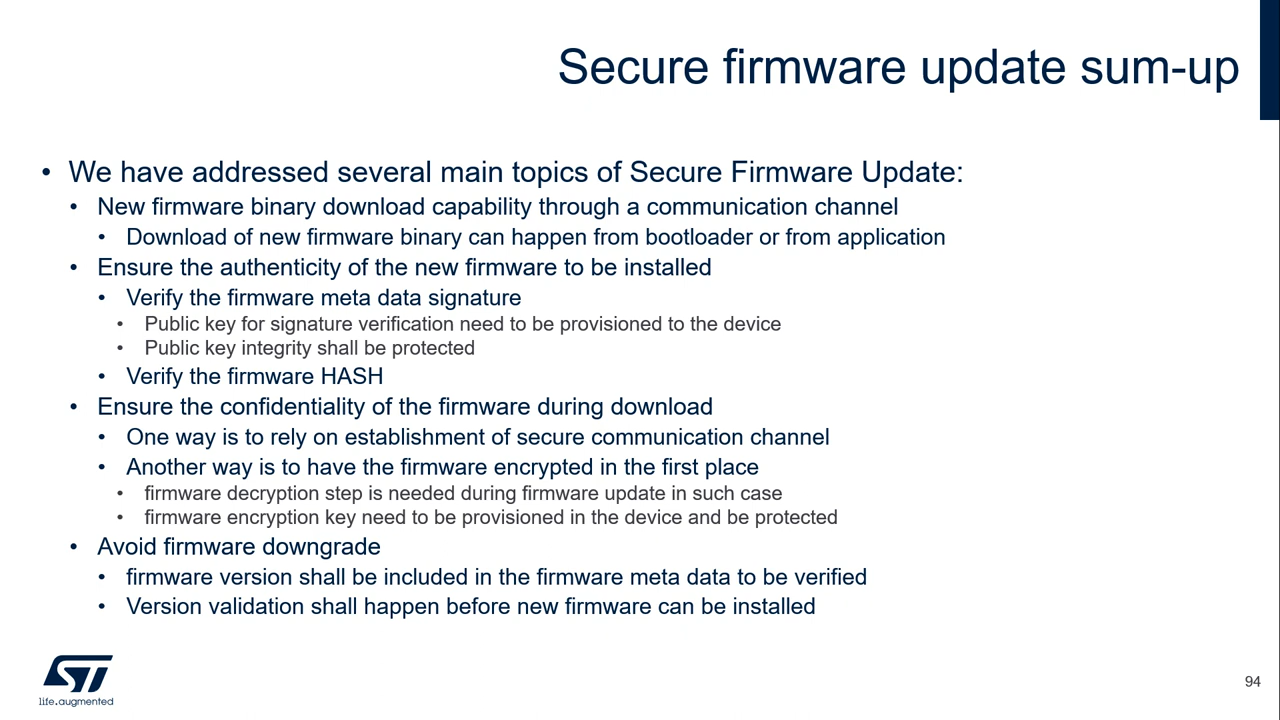 Secure firmware update sum-up
• We have addressed several main topics of Secure Firmware Update:
• New firmware binary download capability through a communication channel
• Download of new firmware binary can happen from bootloader or from application
• Ensure the authenticity of the new firmware to be installed
• Verify the firmware meta data signature
• Public key for signature verification need to be provisioned to the device
• Public key integrity shall be protected
• Verify the firmware HASH
• Ensure the confidentiality of the firmware during download
• One way is to rely on establishment of secure communication channel
• Another way is to have the firmware encrypted in the first place
• firmware decryption step is needed during firmware update in such case
• firmware encryption key need to be provisioned in the device and be protected
• Avoid firmware downgrade
• firmware version shall be included in the firmware meta data to be verified
• Version validation shall happen before new firmware can be installed
ST
life.augmented
94